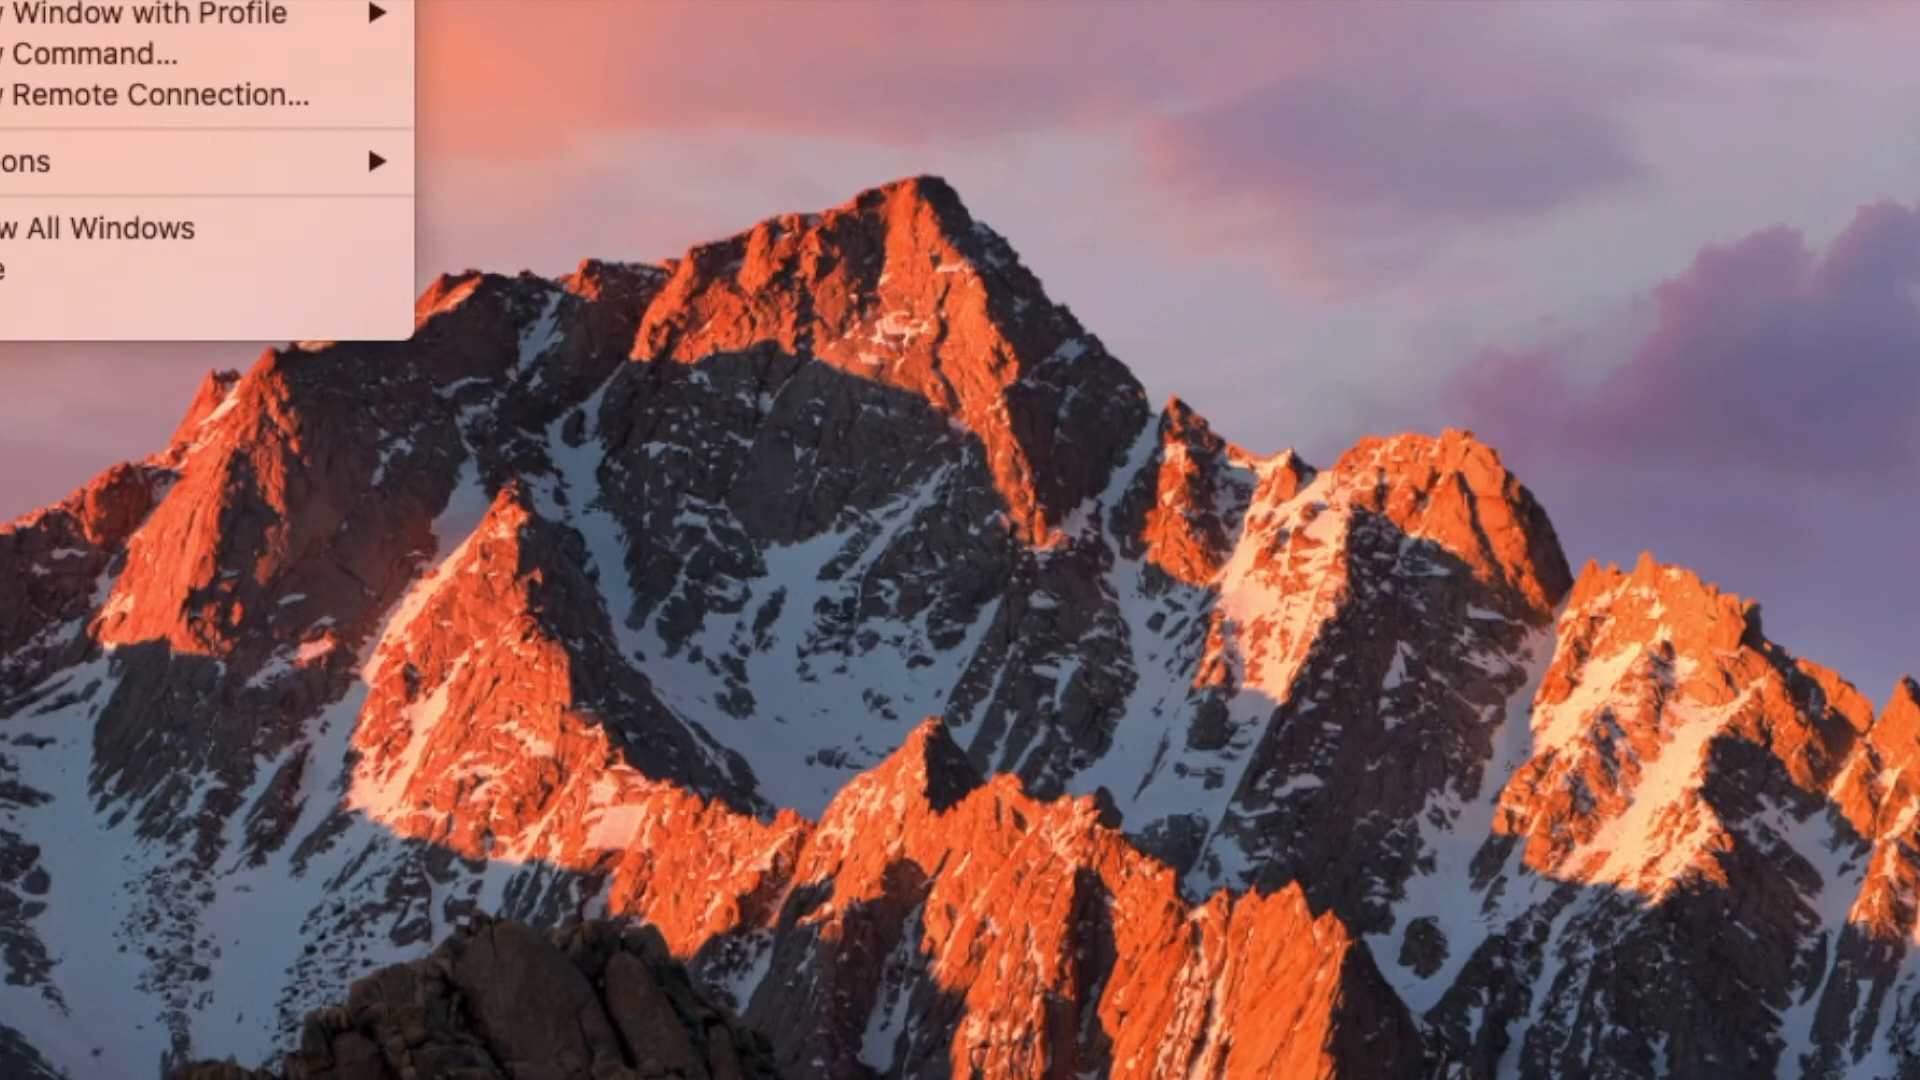 Window with Profile
Command...
Remote Connection...
ons
w All Windows
e